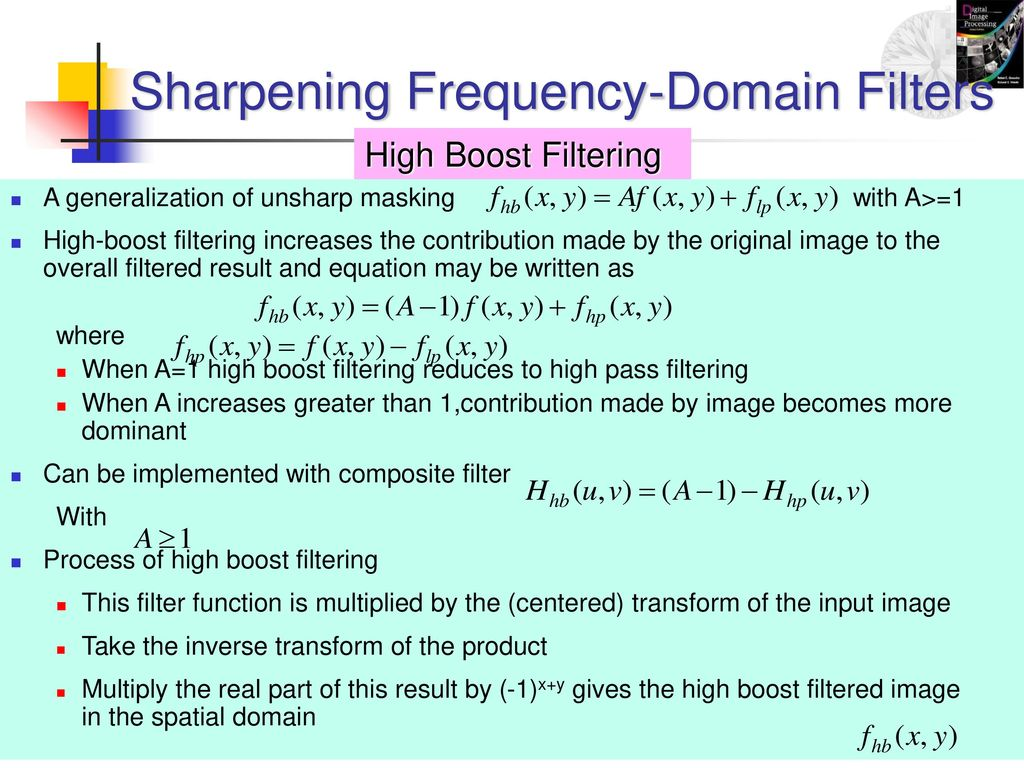 Digital
Image
Processing
Sharpening Frequency-Domain Filters
High Boost Filtering
A generalization of unsharp masking f_hb (x, y) = Af (x, y) + f_lp (x, y) with A>=1
High-boost filtering increases the contribution made by the original image to the
overall filtered result and equation may be written as
f_hb (x, y) = (A −1) f (x, y) + f_hp (x, y)
where
f_hp (x, y) = f (x, y) − f_lp (x, y)
When A=1 high boost filtering reduces to high pass filtering
When A increases greater than 1,contribution made by image becomes more
dominant
Can be implemented with composite filter
H_hb (u, v) = (A −1) − H_hp (u, v)
With
A ≥ 1
Process of high boost filtering
This filter function is multiplied by the (centered) transform of the input image
Take the inverse transform of the product
Multiply the real part of this result by (-1)^x+y gives the high boost filtered image
in the spatial domain
f_hb (x, y)